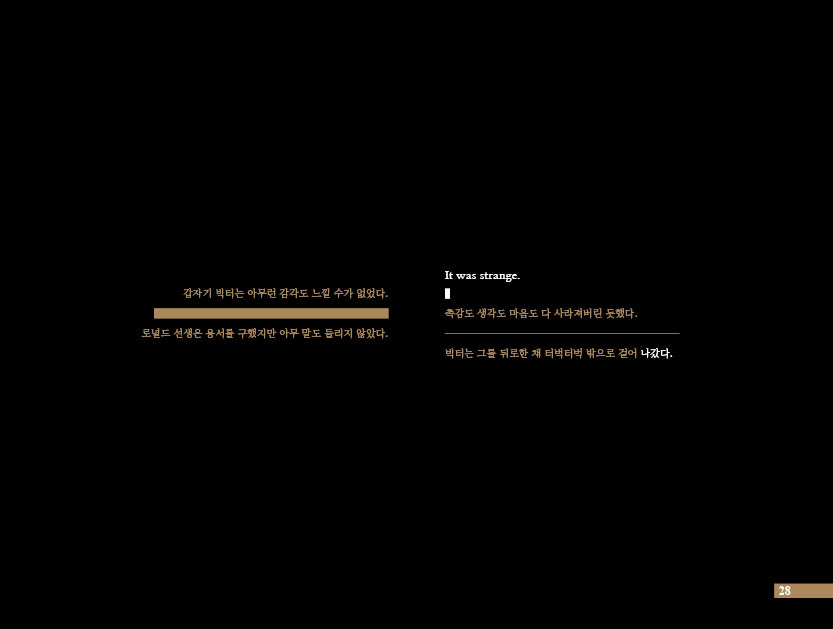 갑자기 빅터는 아무런 감각도 느낄 수가 없었다.
로널드 선생은 용서를 구했지만 아무 말도 들리지 않았다.
It was strange.
촉감도 생각도 마음도 다 사라져버린 듯했다.
빅터는 그를 뒤로한 채 터벅터벅 밖으로 걸어 나갔다.
28